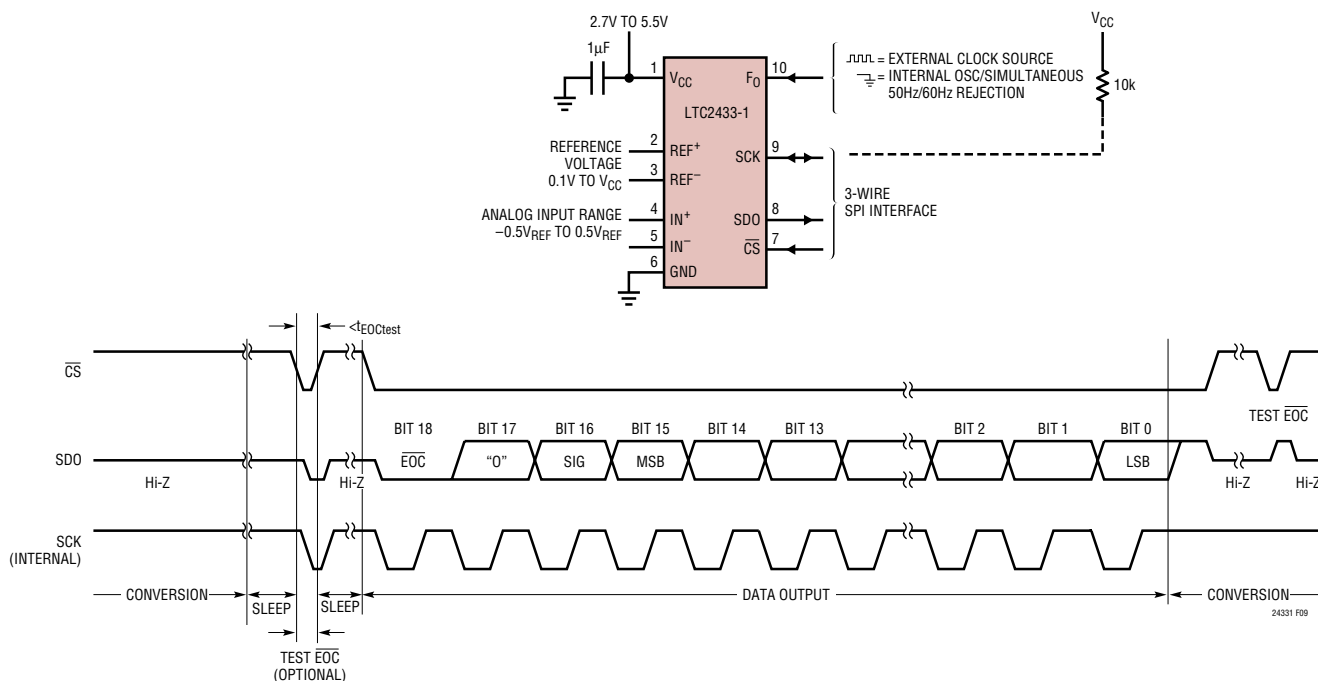 2.7V TO 5.5V
1µF
VCC
10k
1
VCC
FO
10
= EXTERNAL CLOCK SOURCE
= INTERNAL OSC/SIMULTANEOUS
50Hz/60Hz REJECTION
LTC2433-1
REFERENCE
VOLTAGE
0.1V TO VCC
2
REF+
3
REF–
SCK
9
ANALOG INPUT RANGE
–0.5VREF TO 0.5VREF
4
IN+
5
IN–
6
GND
SDO
8
CS
7
3-WIRE
SPI INTERFACE
<tEOCtest
CS
TEST EOC
BIT 18
BIT 17
BIT 16
BIT 15
BIT 14
BIT 13
BIT 2
BIT 1
BIT 0
SDO
EOC
“0”
SIG
MSB
LSB
Hi-Z
Hi-Z
Hi-Z
Hi-Z
SCK
(INTERNAL)
CONVERSION
SLEEP
SLEEP
DATA OUTPUT
CONVERSION
24331 F09
TEST EOC
(OPTIONAL)